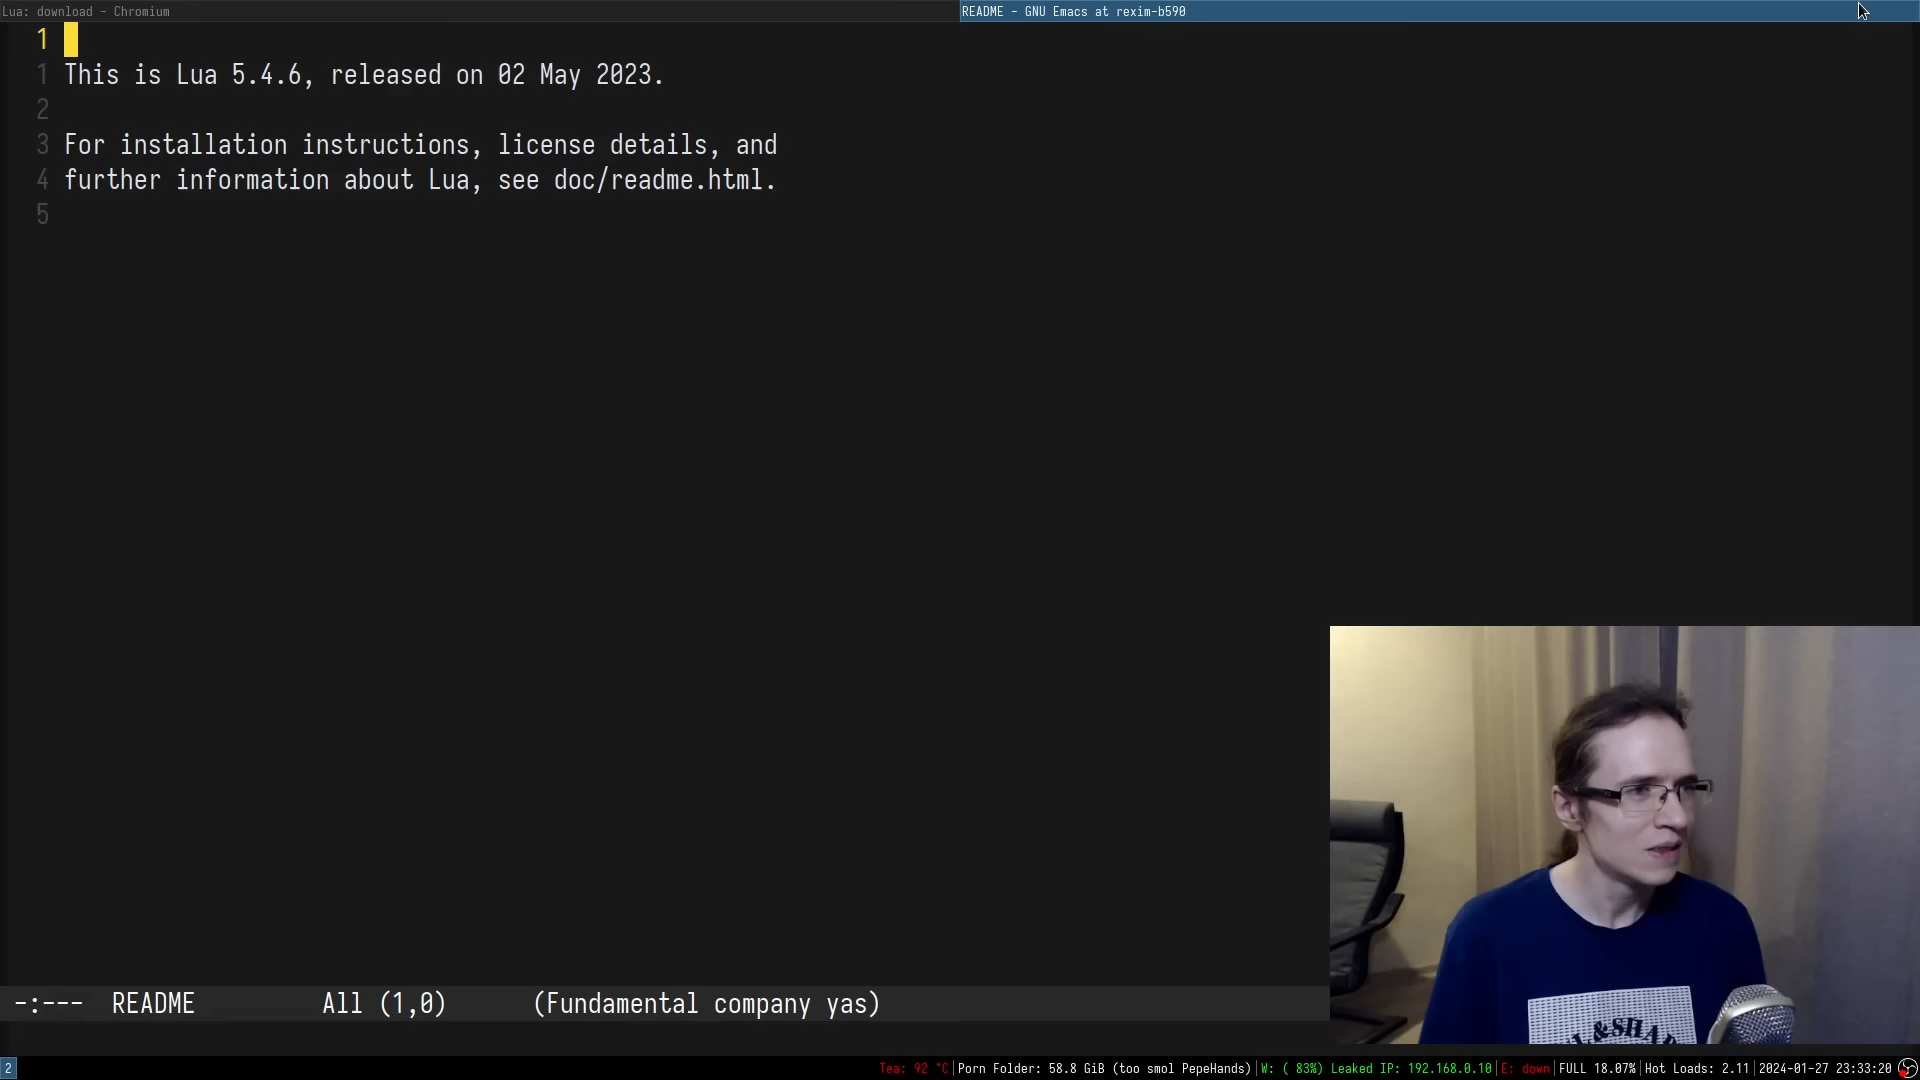 Lua: download - Chromium
README - GNU Emacs at rexim-b590
1
1 This is Lua 5.4.6, released on 02 May 2023.
2
3 For installation instructions, license details, and
4 further information about Lua, see doc/readme.html.
5
-:--- README All (1,0) (Fundamental company yas)
&SHA
2
Tea: 92 °C|Porn Folder: 58.8 GiB (too smol PepeHands)|W: ( 83%) Leaked IP: 192.168.0.10|E: down|FULL 18.07%|Hot Loads: 2.11|2024-01-27 23:33:20